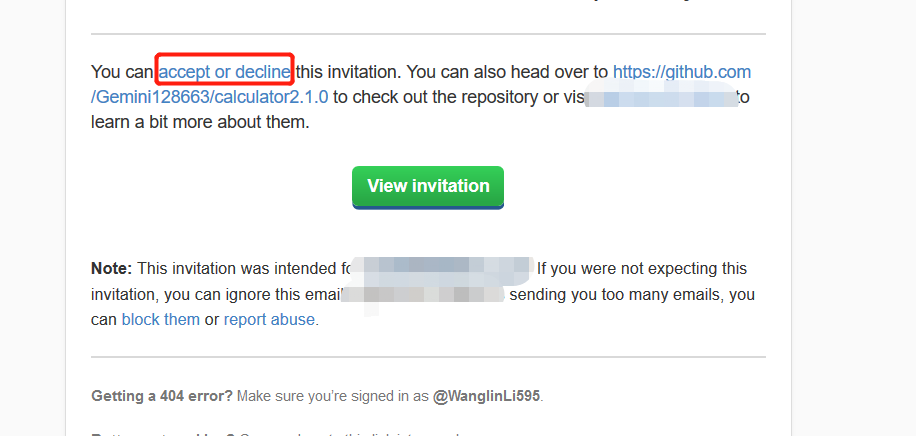 You can accept or decline this invitation. You can also head over to https://github.com
/Gemini128663/calculator2.1.0 to check out the repository or vis to
learn a bit more about them.
View invitation
Note: This invitation was intended fo If you were not expecting this
invitation, you can ignore this email sending you too many emails, you
can block them or report abuse.
Getting a 404 error? Make sure you're signed in as @WanglinLi595.